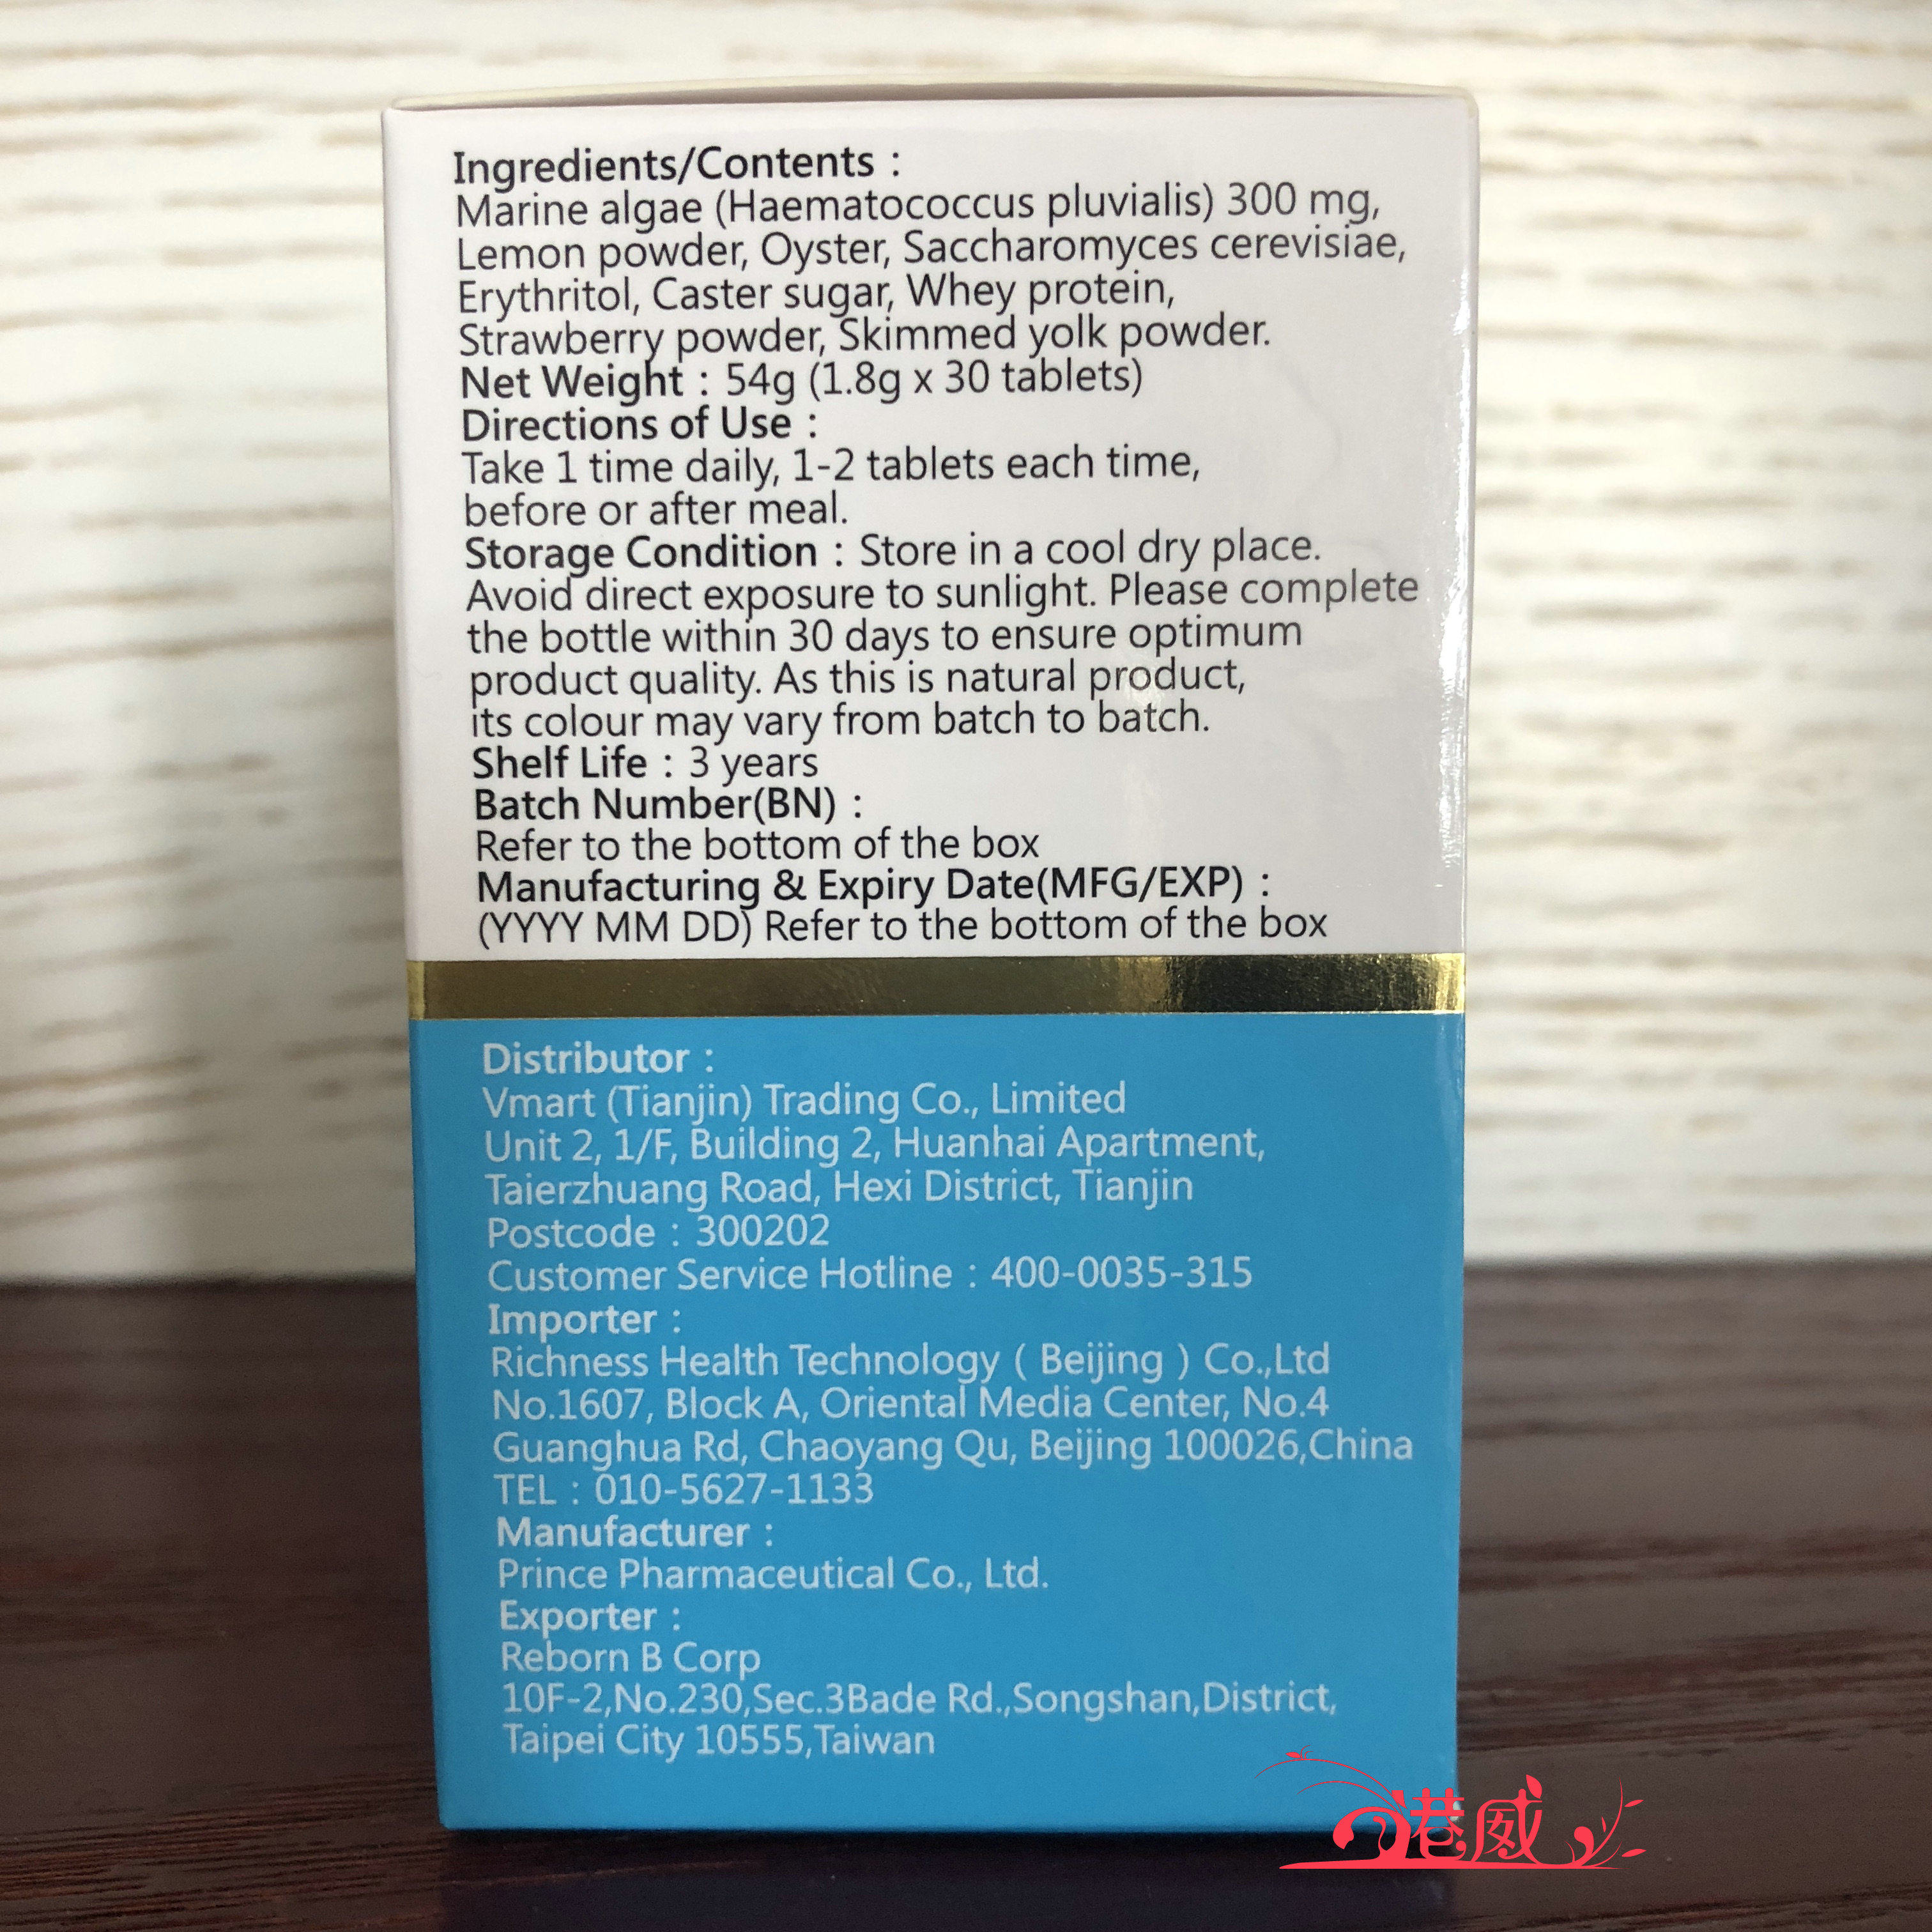 Ingredients/Contents :
Marine algae (Haematococcus pluvialis) 300 mg,
Lemon powder, Oyster, Saccharomyces cerevisiae,
Erythritol, Caster sugar, Whey protein,
Strawberry powder, Skimmed yolk powder.
Net Weight : 54g (1.8g x 30 tablets)
Directions of Use :
Take 1 time daily, 1-2 tablets each time,
before or after meal.
Storage Condition : Store in a cool dry place.
Avoid direct exposure to sunlight. Please complete
the bottle within 30 days to ensure optimum
product quality. As this is natural product,
its colour may vary from batch to batch.
Shelf Life : 3 years
Batch Number(BN) :
Refer to the bottom of the box
Manufacturing & Expiry Date(MFG/EXP) :
(YYYY MM DD) Refer to the bottom of the box
Distributor :
Vmart (Tianjin) Trading Co., Limited
Unit 2, 1/F, Building 2, Huanhai Apartment,
Taierzhuang Road, Hexi District, Tianjin
Postcode : 300202
Customer Service Hotline : 400-0035-315
Importer :
Richness Health Technology ( Beijing ) Co.,Ltd
No.1607, Block A, Oriental Media Center, No.4
Guanghua Rd, Chaoyang Qu, Beijing 100026,China
TEL : 010-5627-1133
Manufacturer :
Prince Pharmaceutical Co., Ltd.
Exporter :
Reborn B Corp
10F-2,No.230,Sec.3Bade Rd.,Songshan,District,
Taipei City 10555,Taiwan
港威